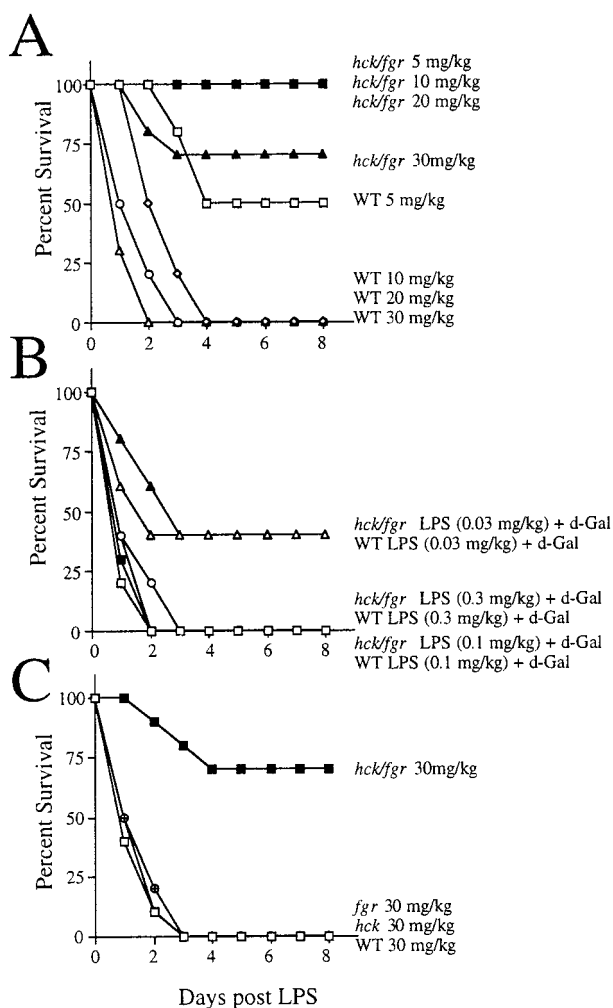 A
Percent Survival
100
75
50
25
0
0 2 4 6 8
hck/fgr 5 mg/kg
hck/fgr 10 mg/kg
hck/fgr 20 mg/kg
hck/fgr 30mg/kg
WT 5 mg/kg
WT 10 mg/kg
WT 20 mg/kg
WT 30 mg/kg
B
Percent Survival
100
75
50
25
0
0 2 4 6 8
hck/fgr LPS (0.03 mg/kg) + d-Gal
WT LPS (0.03 mg/kg) + d-Gal
hck/fgr LPS (0.3 mg/kg) + d-Gal
WT LPS (0.3 mg/kg) + d-Gal
hck/fgr LPS (0.1 mg/kg) + d-Gal
WT LPS (0.1 mg/kg) + d-Gal
C
Percent Survival
100
75
50
25
0
0 2 4 6 8
hck/fgr 30mg/kg
fgr 30 mg/kg
hck 30 mg/kg
WT 30 mg/kg
Days post LPS